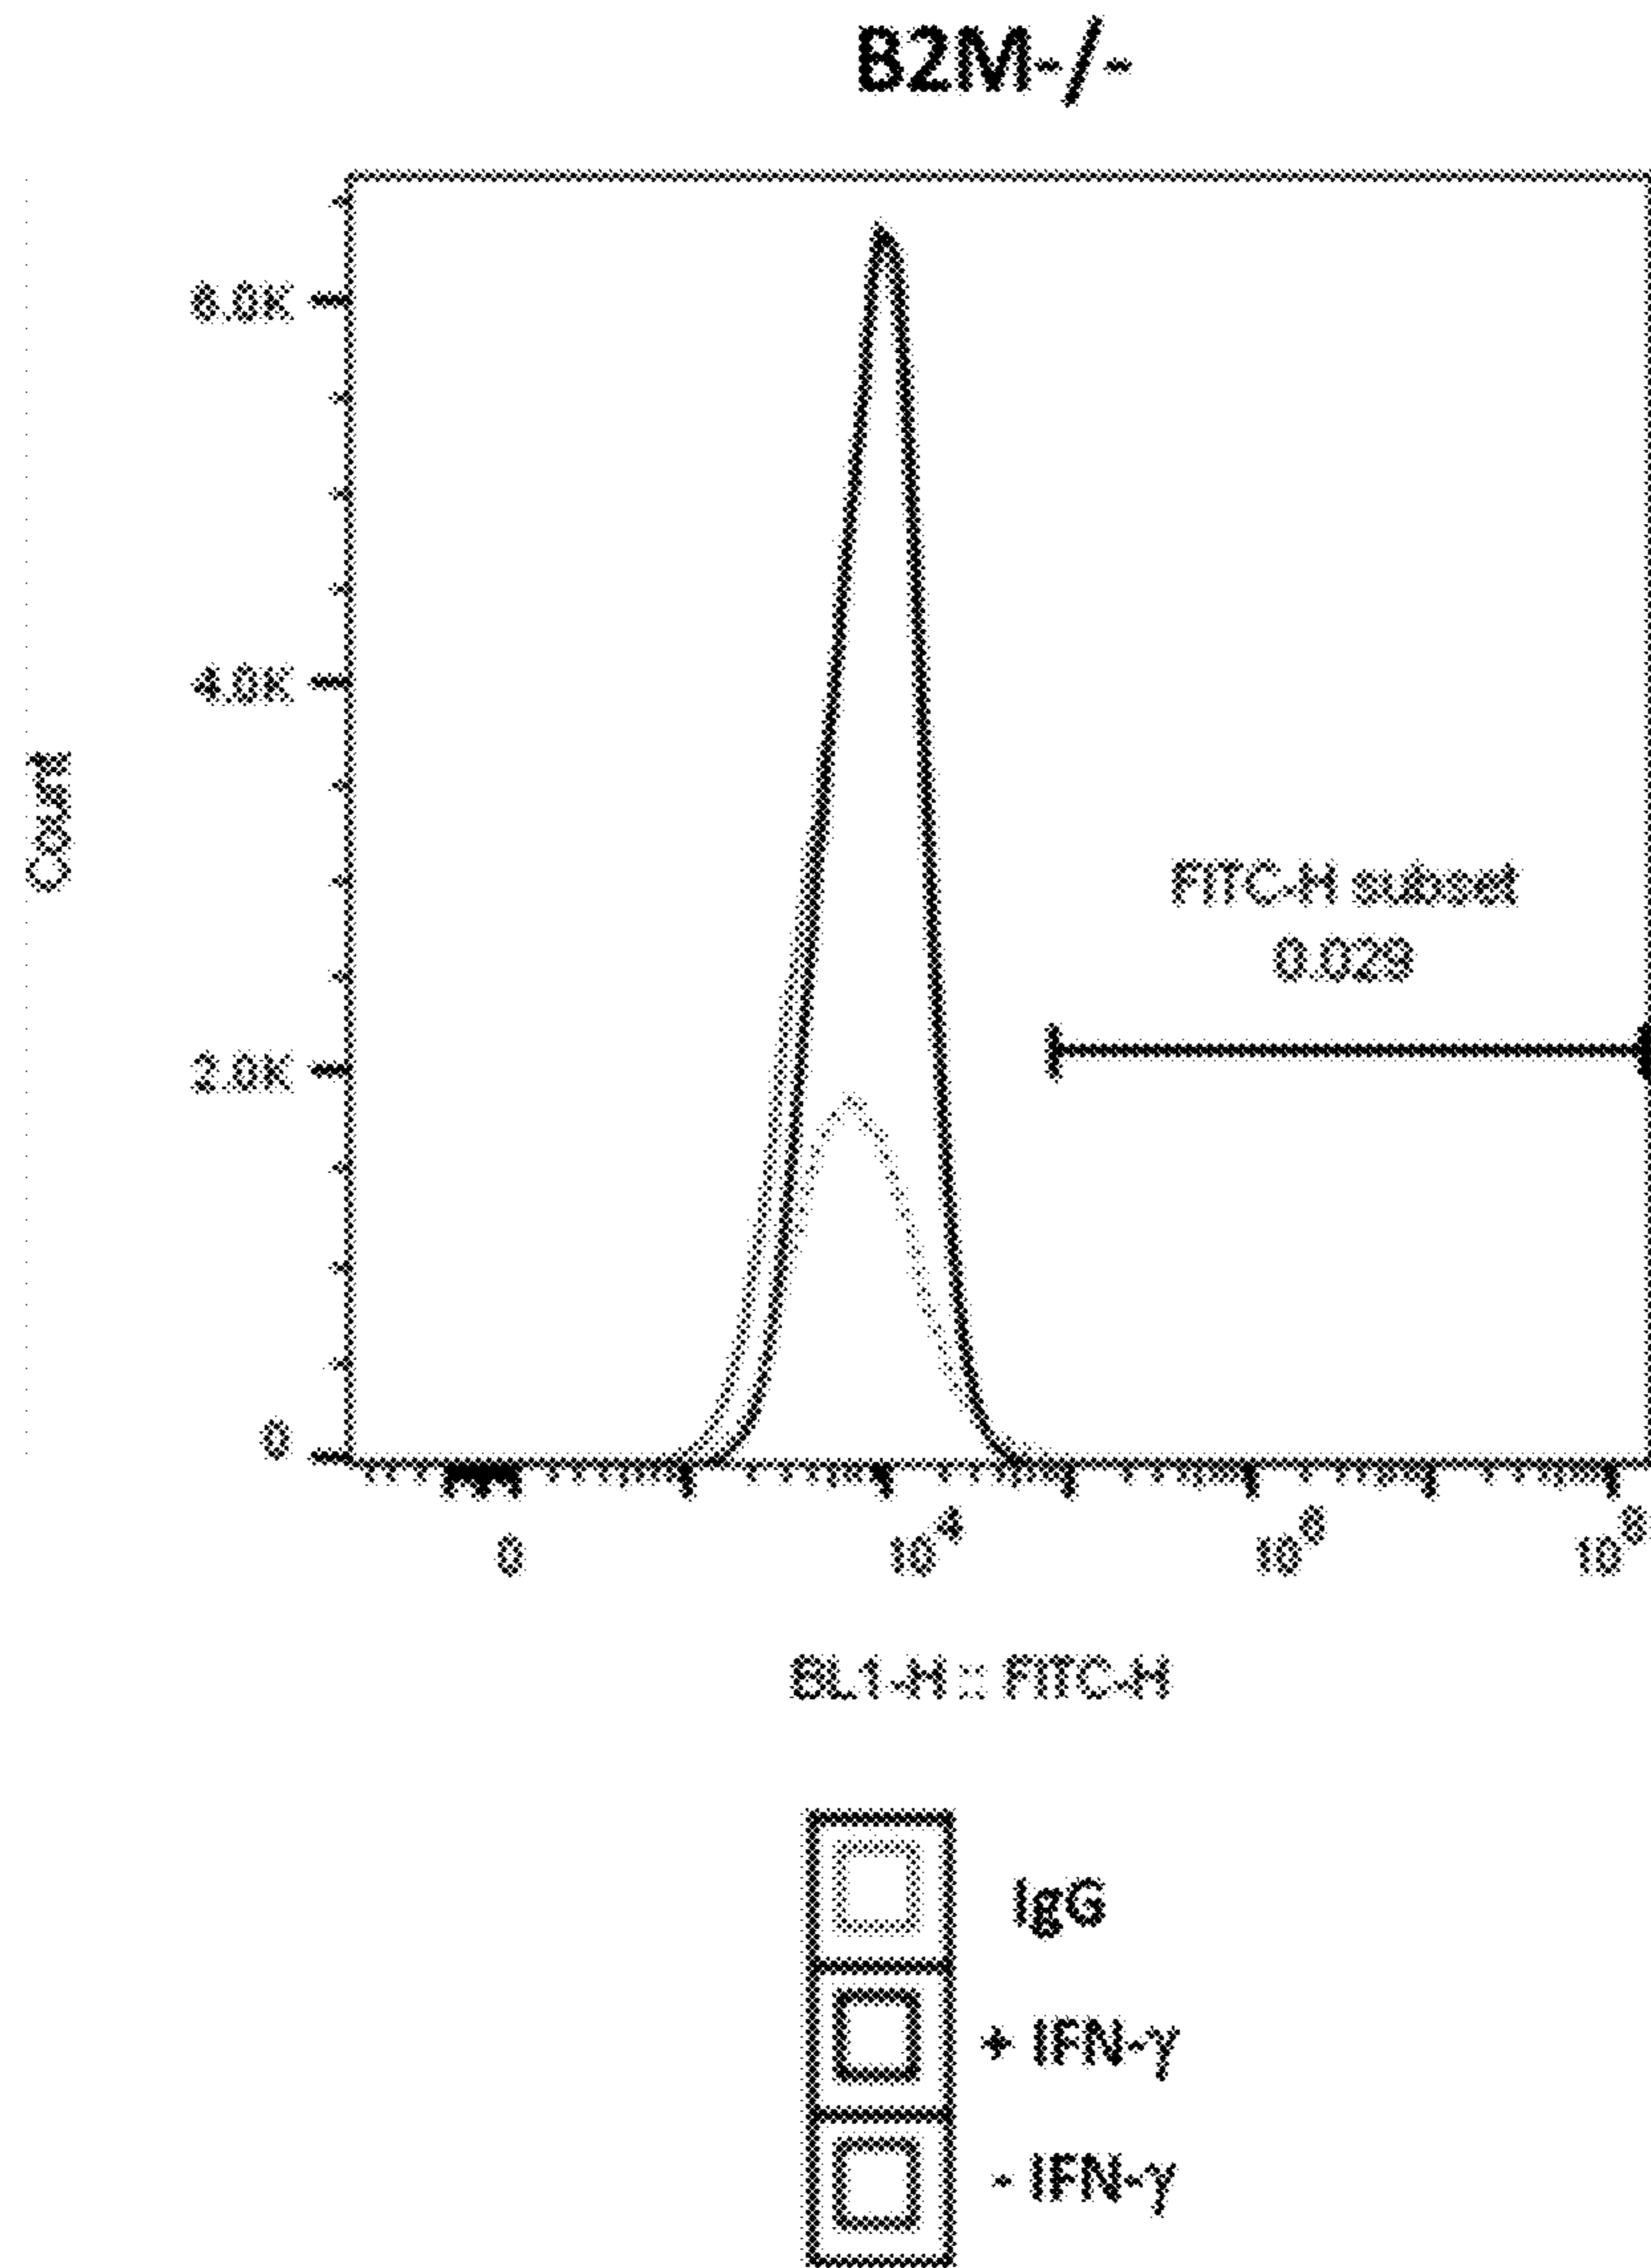 B2M-/-
6.0K
4.0K
2.0K
0
Count
FITC-H subset
0.029
0
10^4
10^6
10^8
BL1-H :: FITC-H
IgG
+ IFN-γ
- IFN-γ